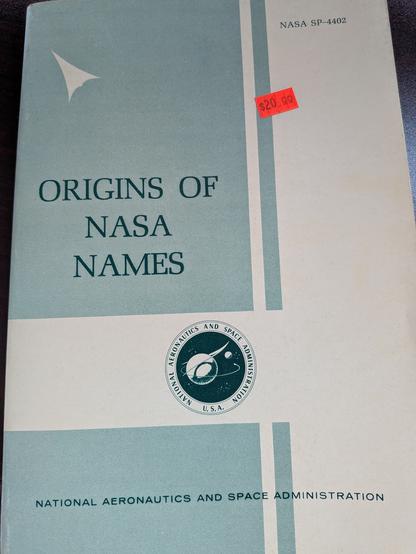 NASA SP-4402
$20.00
ORIGINS OF
NASA
NAMES
NATIONAL AERONAUTICS AND SPACE ADMINISTRATION
U.S.A.
NATIONAL AERONAUTICS AND SPACE ADMINISTRATION